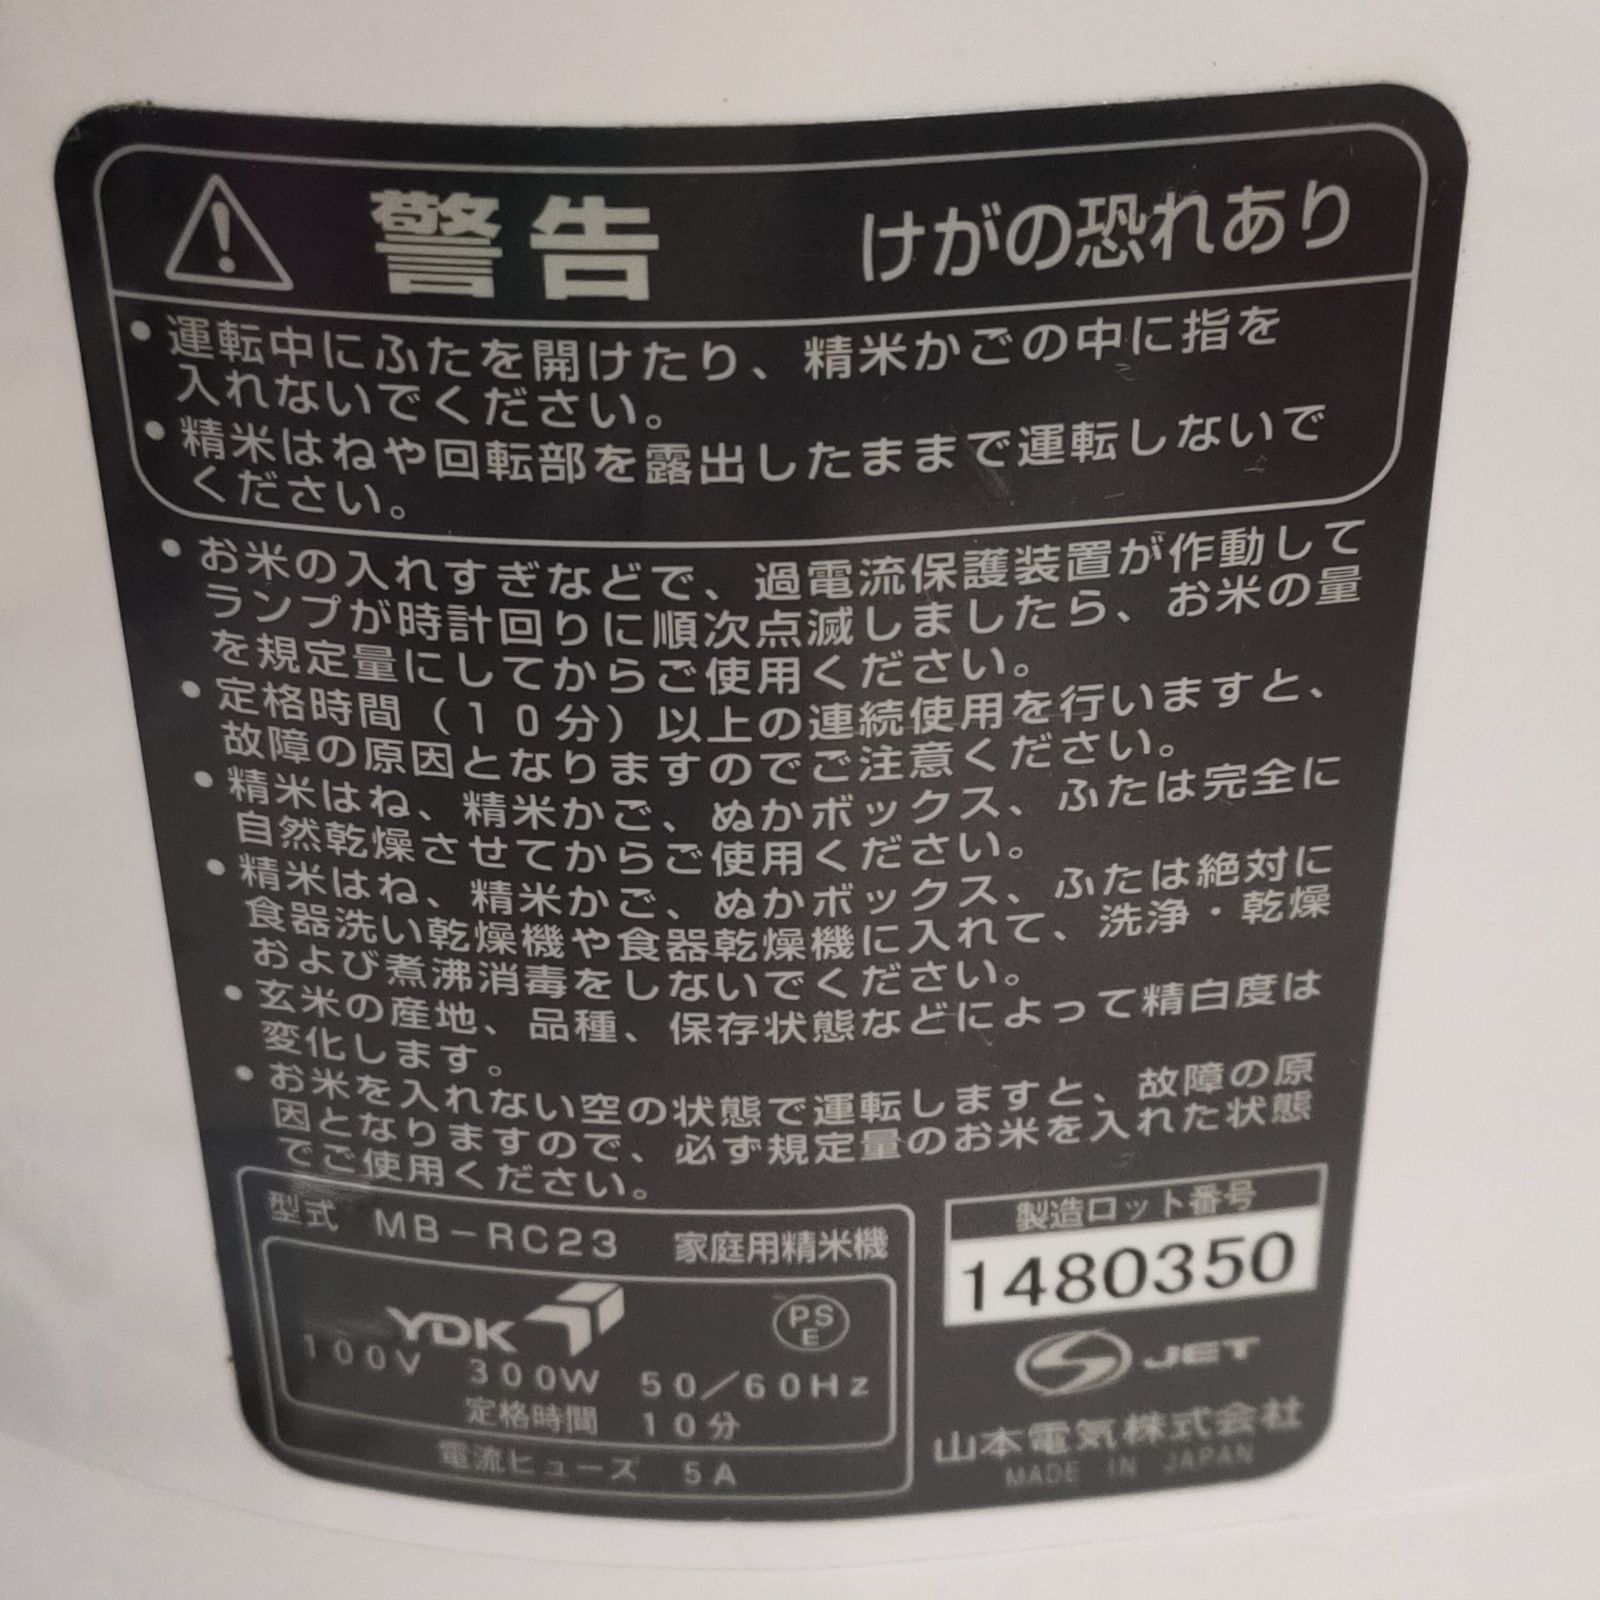 警告 けがの恐れあり
・運転中にふたを開けたり、精米かごの中に指を
入れないでください。
・精米はねや回転部を露出したままで運転しないで
ください。
・お米の入れすぎなどで、過電流保護装置が作動して
ランプが時計回りに順次点滅しましたら、お米の量
を規定量にしてからご使用ください。
・定格時間（１０分）以上の連続使用を行いますと、
故障の原因となりますのでご注意ください。
・精米はね、精米かご、ぬかボックス、ふたは完全に
自然乾燥させてからご使用ください。
・精米はね、精米かご、ぬかボックス、ふたは絶対に
食器洗い乾燥機や食器乾燥機に入れて、洗浄・乾燥
および煮沸消毒をしないでください。
・玄米の産地、品種、保存状態などによって精白度は
変化します。
・お米を入れない空の状態で運転しますと、故障の原
因となりますので、必ず規定量のお米を入れた状態
でご使用ください。
型式 MB-RC23 家庭用精米機
YDK PSE
100V 300W 50/60Hz
定格時間 10分
電流ヒューズ 5A
製造ロット番号
1480350
S JET
山本電気株式会社
MADE IN JAPAN